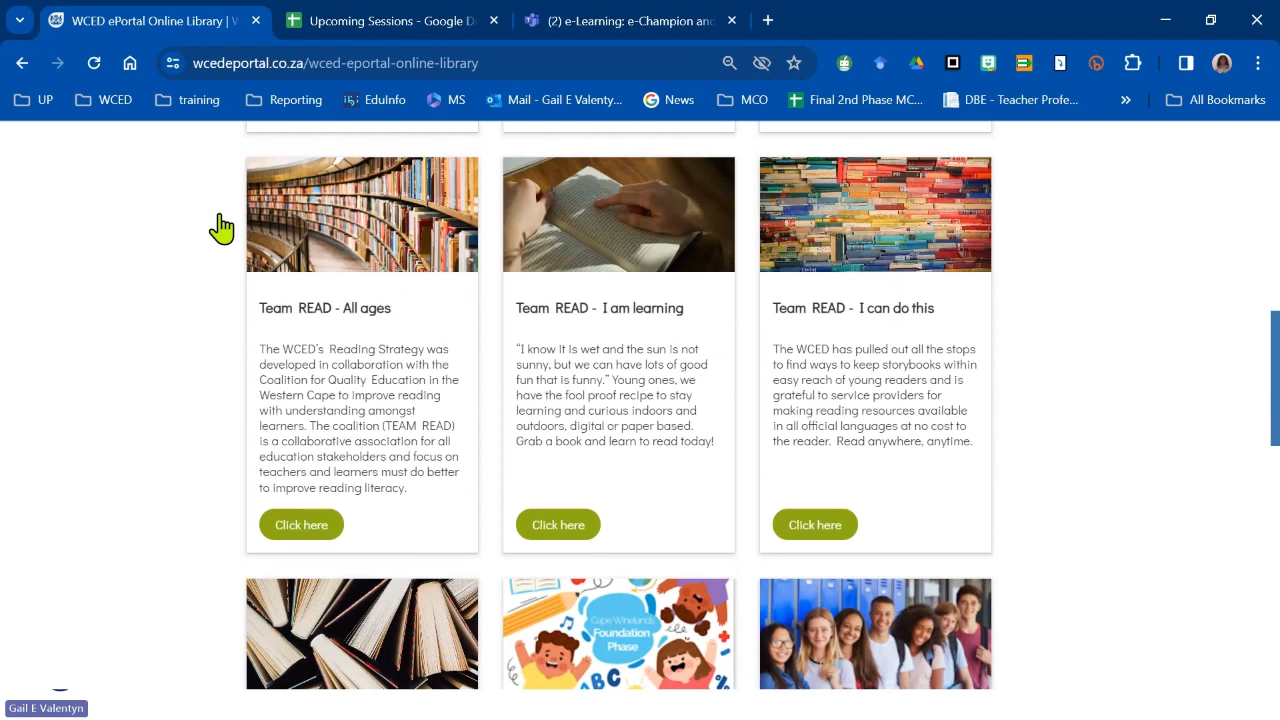 WCED ePortal Online Library | W
Upcoming Sessions - Google D
(2) e-Learning: e-Champion and
wcedeportal.co.za/wced-eportal-online-library
UP
WCED
training
Reporting
EduInfo
MS
Mail - Gail E Valenty...
News
MCO
Final 2nd Phase MC...
DBE - Teacher Profe...
All Bookmarks
Team READ - All ages
The WCED's Reading Strategy was
developed in collaboration with the
Coalition for Quality Education in the
Western Cape to improve reading
with understanding amongst
learners. The coalition (TEAM READ)
is a collaborative association for all
education stakeholders and focus on
teachers and learners must do better
to improve reading literacy.
Click here
Team READ - I am learning
"I know it is wet and the sun is not
sunny, but we can have lots of good
fun that is funny." Young ones, we
have the fool proof recipe to stay
learning and curious indoors and
outdoors, digital or paper based.
Grab a book and learn to read today!
Click here
Team READ - I can do this
The WCED has pulled out all the stops
to find ways to keep storybooks within
easy reach of young readers and is
grateful to service providers for
making reading resources available
in all official languages at no cost to
the reader. Read anywhere, anytime.
Click here
Cape Winelands
Foundation
Phase
ABC
Gail E Valentyn